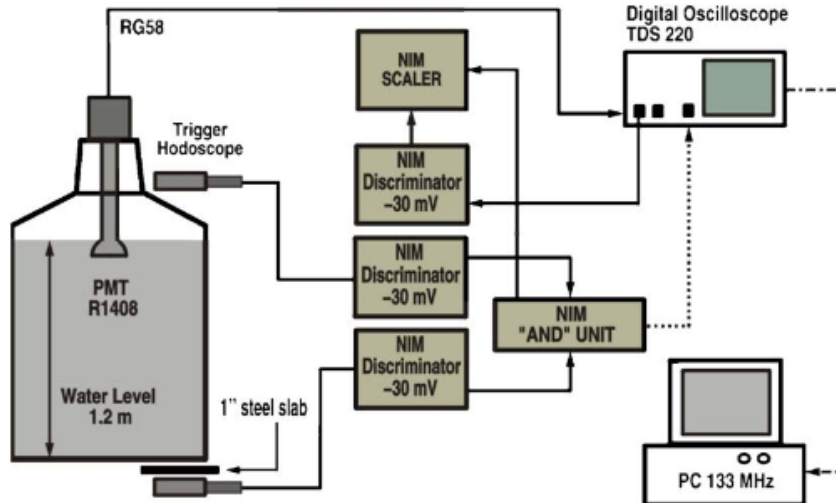 RG58
Digital Oscilloscope
TDS 220
NIM
SCALER
Trigger
Hodoscope
NIM
Discriminator
–30 mV
NIM
Discriminator
–30 mV
PMT
R1408
NIM
"AND" UNIT
NIM
Discriminator
–30 mV
Water Level
1.2 m
1” steel slab
PC 133 MHz